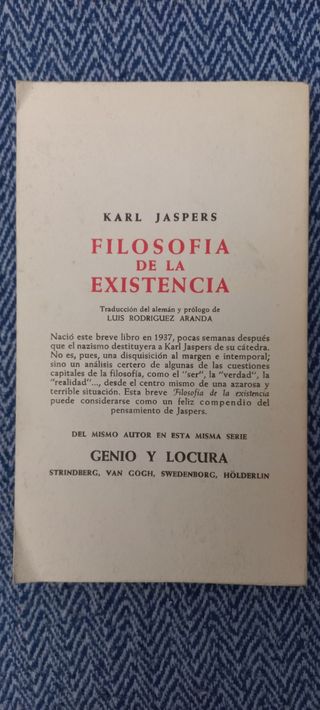 KARL JASPERS
FILOSOFIA
DE LA
EXISTENCIA
Traducción del alemán y prólogo de
LUIS RODRIGUEZ ARANDA
Nació este breve libro en 1937, pocas semanas después
que el nazismo destituyera a Karl Jaspers de su cátedra.
No es, pues, una disquisición al margen e intemporal;
sino un análisis certero de algunas de las cuestiones
capitales de la filosofía, como el "ser", la "verdad", la
"realidad"..., desde el centro mismo de una azarosa y
terrible situación. Esta breve Filosofía de la existencia
puede considerarse como un feliz compendio del
pensamiento de Jaspers.
DEL MISMO AUTOR EN ESTA MISMA SERIE
GENIO Y LOCURA
STRINDBERG, VAN GOGH, SWEDENBORG, HÖLDERLIN